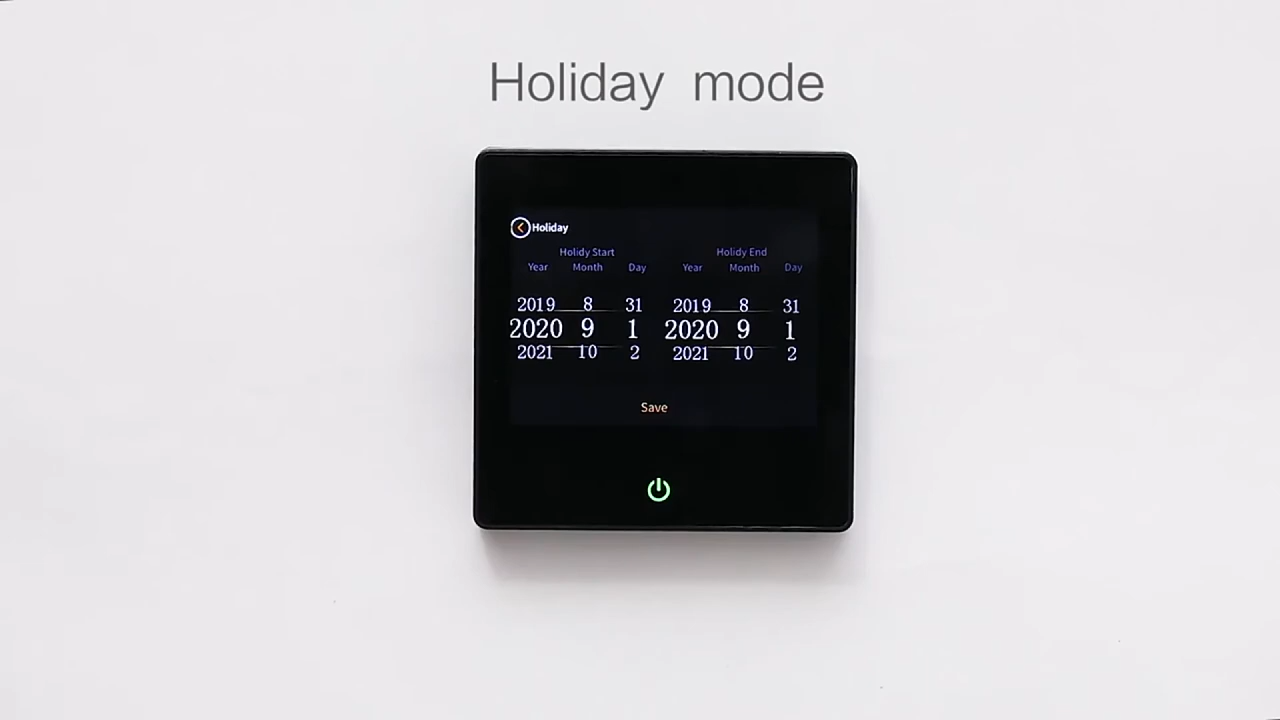 Holiday mode
Holiday
Holidy Start Holidy End
Year Month Day Year Month Day
2019 8 31 2019 8 31
2020 9 1 2020 9 1
2021 10 2 2021 10 2
Save